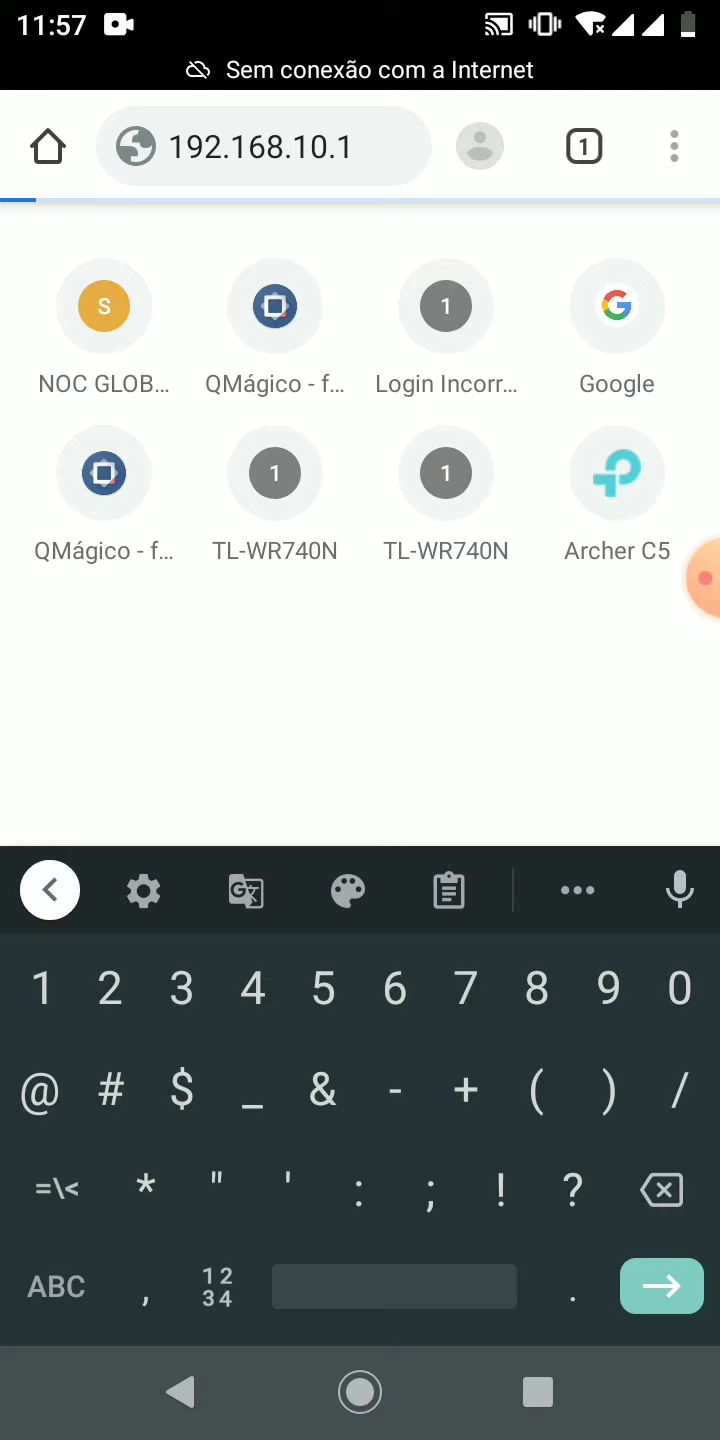 11:57
Sem conexão com a Internet
192.168.10.1
1
S
1
NOC GLOB...
QMágico - f...
Login Incorr...
Google
1
1
QMágico - f...
TL-WR740N
TL-WR740N
Archer C5
G
1 2 3 4 5 6 7 8 9 0
@ # $ _ & - + ( ) /
=\< * " ' : ; ! ?
ABC , 12 34 .